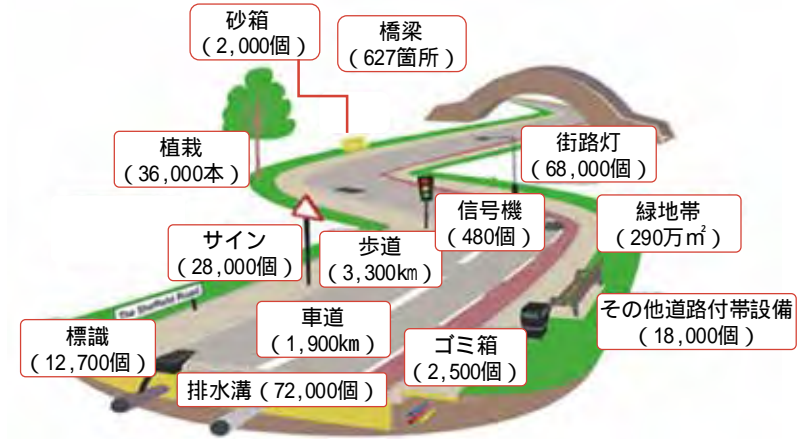 砂箱
（2,000個）
橋梁
（627箇所）
植栽
（36,000本）
街路灯
（68,000個）
サイン
（28,000個）
歩道
（3,300㎞）
信号機
（480個）
緑地帯
（290万㎡）
The Sheffield Road
標識
（12,700個）
車道
（1,900㎞）
ゴミ箱
（2,500個）
その他道路付帯設備
（18,000個）
排水溝（72,000個）